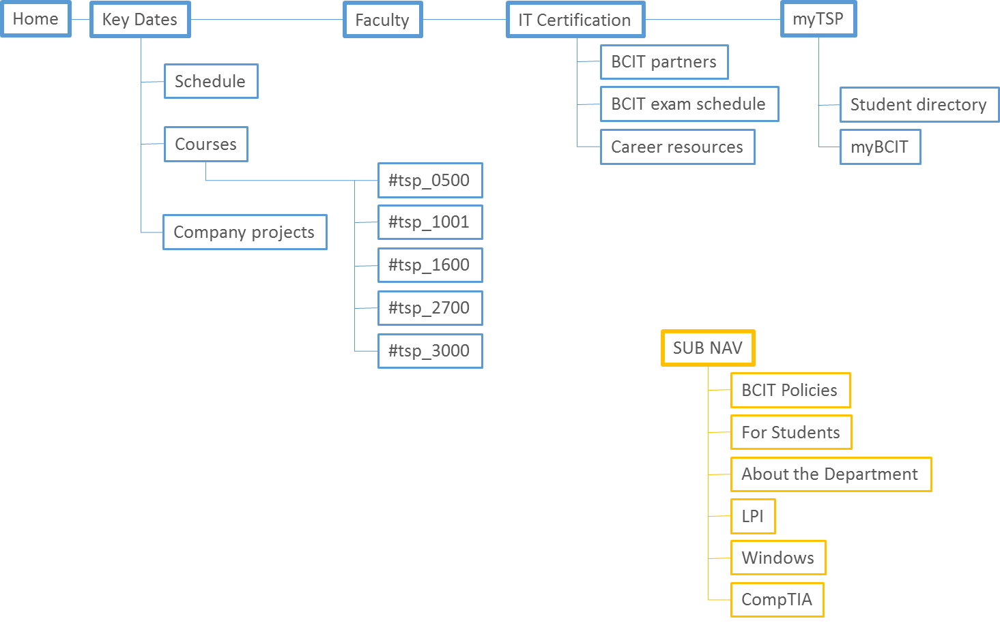 Home
Key Dates
Faculty
IT Certification
myTSP
Schedule
Courses
Company projects
#tsp_0500
#tsp_1001
#tsp_1600
#tsp_2700
#tsp_3000
BCIT partners
BCIT exam schedule
Career resources
Student directory
myBCIT
SUB NAV
BCIT Policies
For Students
About the Department
LPI
Windows
CompTIA